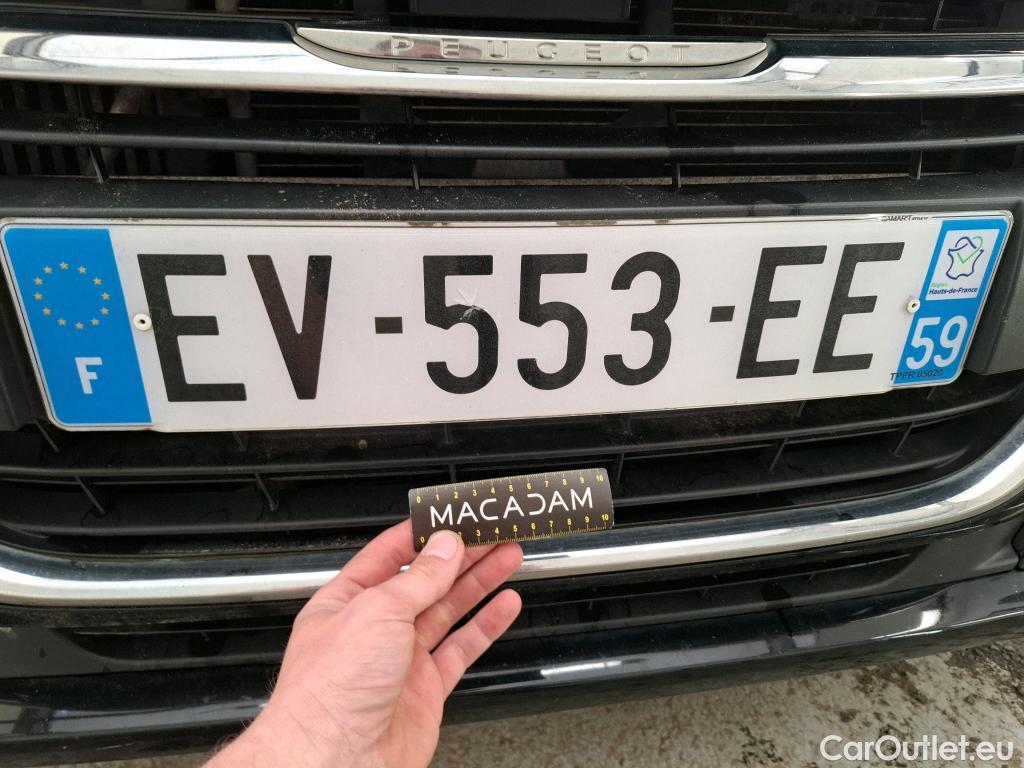 PEUGEOT
SAMAR'T
F
EV-553-EE
Région
Hauts-de-France
59
TPPR 05020
0 1 2 3 4 5 6 7 8 9 10
MACADAM
0 2 3 4 5 6 7 8 9 10
CarOutlet.eu